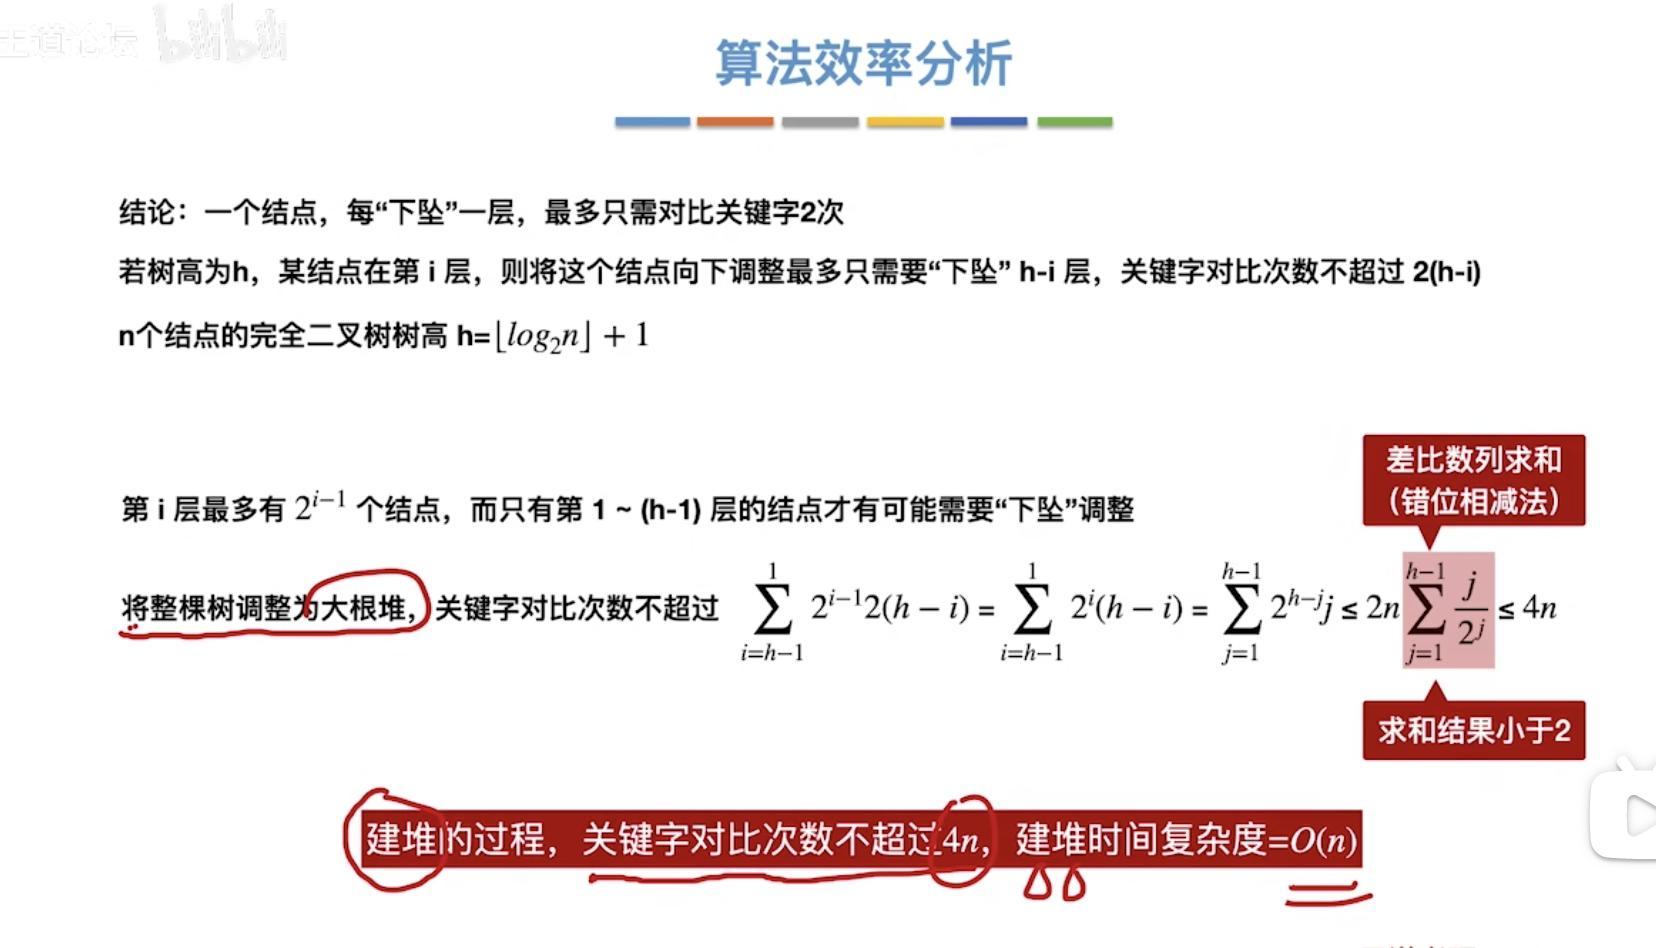 王道论坛 bilibili
算法效率分析
结论：一个结点，每“下坠”一层，最多只需对比关键字2次
若树高为h，某结点在第 i 层，则将这个结点向下调整最多只需要“下坠” h-i 层，关键字对比次数不超过 2(h-i)
n个结点的完全二叉树树高 h=⌊log₂n⌋ + 1
差比数列求和
（错位相减法）
第 i 层最多有 2^{i−1} 个结点，而只有第 1 ~ (h-1) 层的结点才有可能需要“下坠”调整
将整棵树调整为大根堆，关键字对比次数不超过 ∑_{i=h−1}^{1} 2^{i−1}2(h − i) = ∑_{i=h−1}^{1} 2^{i}(h − i) = ∑_{j=1}^{h−1} 2^{h−j}j ≤ 2n ∑_{j=1}^{h−1} j/2^{j} ≤ 4n
求和结果小于2
建堆的过程，关键字对比次数不超过4n，建堆时间复杂度=O(n)